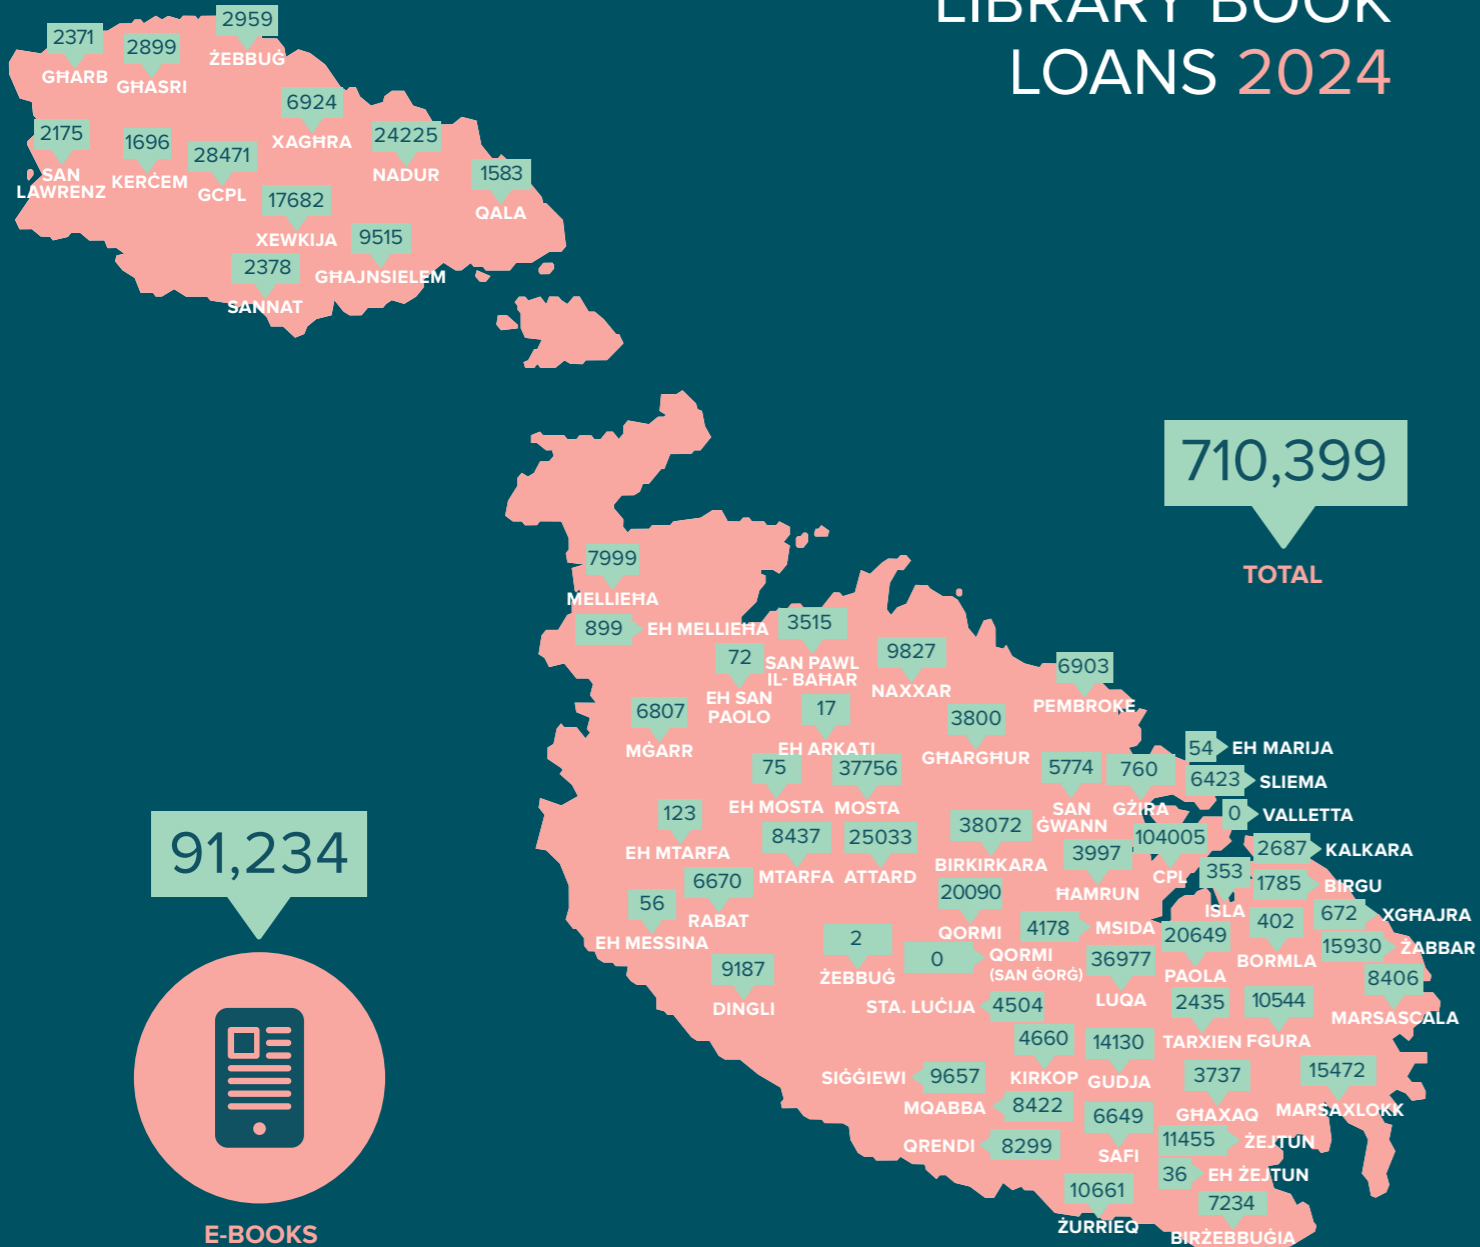 LIBRARY BOOK
LOANS 2024
2371
GĦARB
2899
GĦASRI
2959
ŻEBBUĠ
6924
XAGĦRA
24225
NADUR
1583
QALA
2175
SAN
LAWRENZ
1696
KERĊEM
28471
GCPL
17682
XEWKIJA
9515
GĦAJNSIELEM
2378
SANNAT
710,399
TOTAL
7999
MELLIEĦA
899 EH MELLIEĦA
3515
SAN PAWL
IL- BAĦAR
72
EH SAN
PAOLO
9827
NAXXAR
6903
PEMBROKE
6807
MĠARR
17
EH ARKATI
3800
GĦARGĦUR
54 EH MARIJA
75
EH MOSTA
37756
MOSTA
5774
SAN
ĠWANN
760
GŻIRA
6423 SLIEMA
0 VALLETTA
123
EH MTARFA
8437
MTARFA
25033
ATTARD
38072
BIRKIRKARA
3997
ĦAMRUN
104005
CPL
2687 KALKARA
353
ISLA
1785 BIRGU
6670
RABAT
56
EH MESSINA
20090
QORMI
4178 MSIDA
20649
PAOLA
402
BORMLA
672 XGĦAJRA
15930 ŻABBAR
2
ŻEBBUĠ
0 QORMI
(SAN ĠORĠ)
36977
LUQA
8406
MARSASCALA
9187
DINGLI
STA. LUĊIJA 4504
2435
TARXIEN
10544
FGURA
4660
KIRKOP
14130
GUDJA
SIĠĠIEWI 9657
3737
GĦAXAQ
15472
MARSAXLOKK
MQABBA 8422
6649
SAFI
QRENDI 8299
11455 ŻEJTUN
36 EH ŻEJTUN
10661
ŻURRIEQ
7234
BIRŻEBBUĠIA
91,234
E-BOOKS